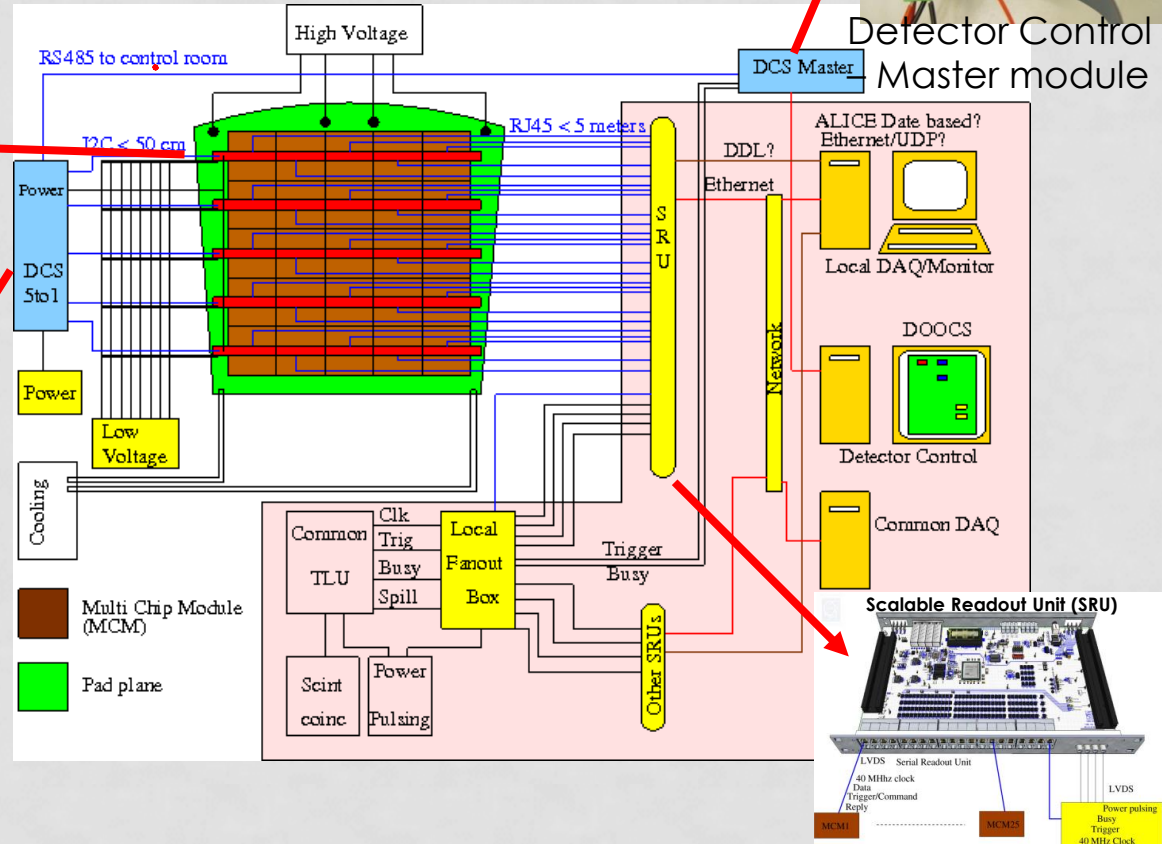 Detector Control
– Master module
High Voltage
RS485 to control room
DCS Master
I2C < 50 cm
RJ45 < 5 meters
ALICE Date based?
Ethernet/UDP?
DDL?
Ethernet
Power
DCS
5to1
S
R
U
Local DAQ/Monitor
Network
DOOCS
Power
Low
Voltage
Cooling
Detector Control
Common
TLU
Clk
Trig
Busy
Spill
Local
Fanout
Box
Trigger
Busy
Common DAQ
Multi Chip Module
(MCM)
Pad plane
Scint
coinc
Power
Pulsing
Other SRUs
Scalable Readout Unit (SRU)
LVDS Serial Readout Unit
40 MHhz clock
Data
Trigger/Command
Reply
MCM1
MCM25
LVDS
Power pulsing
Busy
Trigger
40 MHz Clock